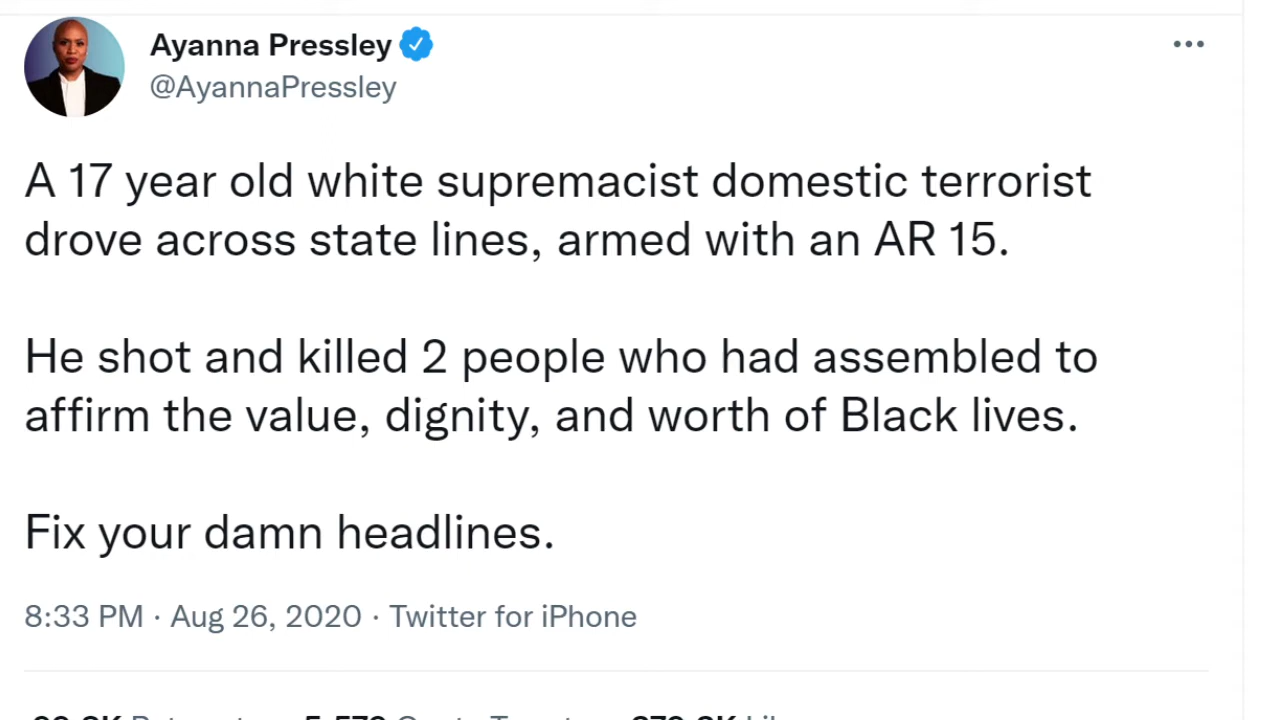 Ayanna Pressley
@AyannaPressley
A 17 year old white supremacist domestic terrorist
drove across state lines, armed with an AR 15.
He shot and killed 2 people who had assembled to
affirm the value, dignity, and worth of Black lives.
Fix your damn headlines.
8:33 PM · Aug 26, 2020 · Twitter for iPhone